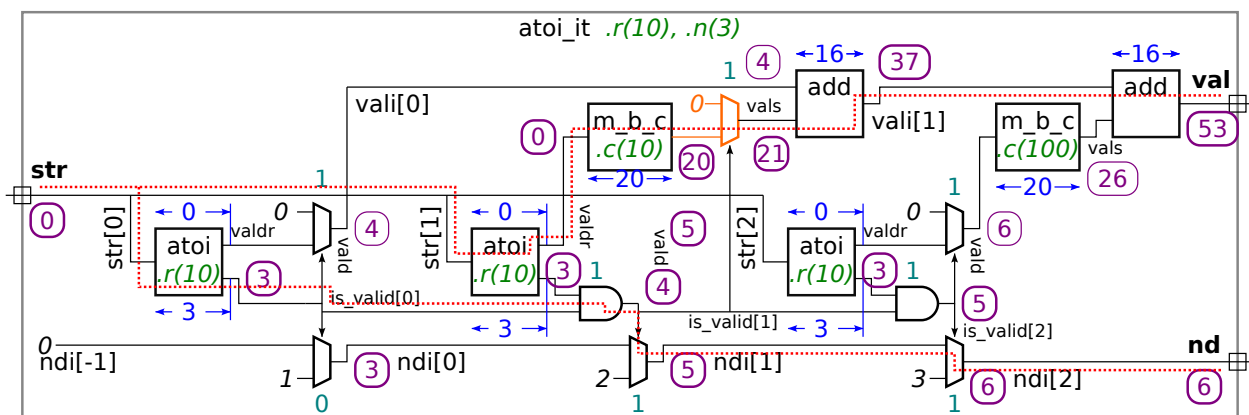 atoi_it .r(10), .n(3)
1 4 16 37 16
0 vals add vali[1] add val
vali[0] m_b_c .c(10) 0 20 20 21
m_b_c .c(100) 20 vals 26 53
str 0
1 1
str[0] 0 atoi .r(10) valdr 3 3
0 vald 4
is_valid[0]
str[1] 0 atoi .r(10) valdr 3 3
1 vald 5 4
is_valid[1]
str[2] 0 atoi .r(10) valdr 3 3
0 vald 6
1 5
is_valid[2]
0 ndi[-1] 1 0
3 ndi[0] 2 1
5 ndi[1] 3 1
6 ndi[2] nd 6